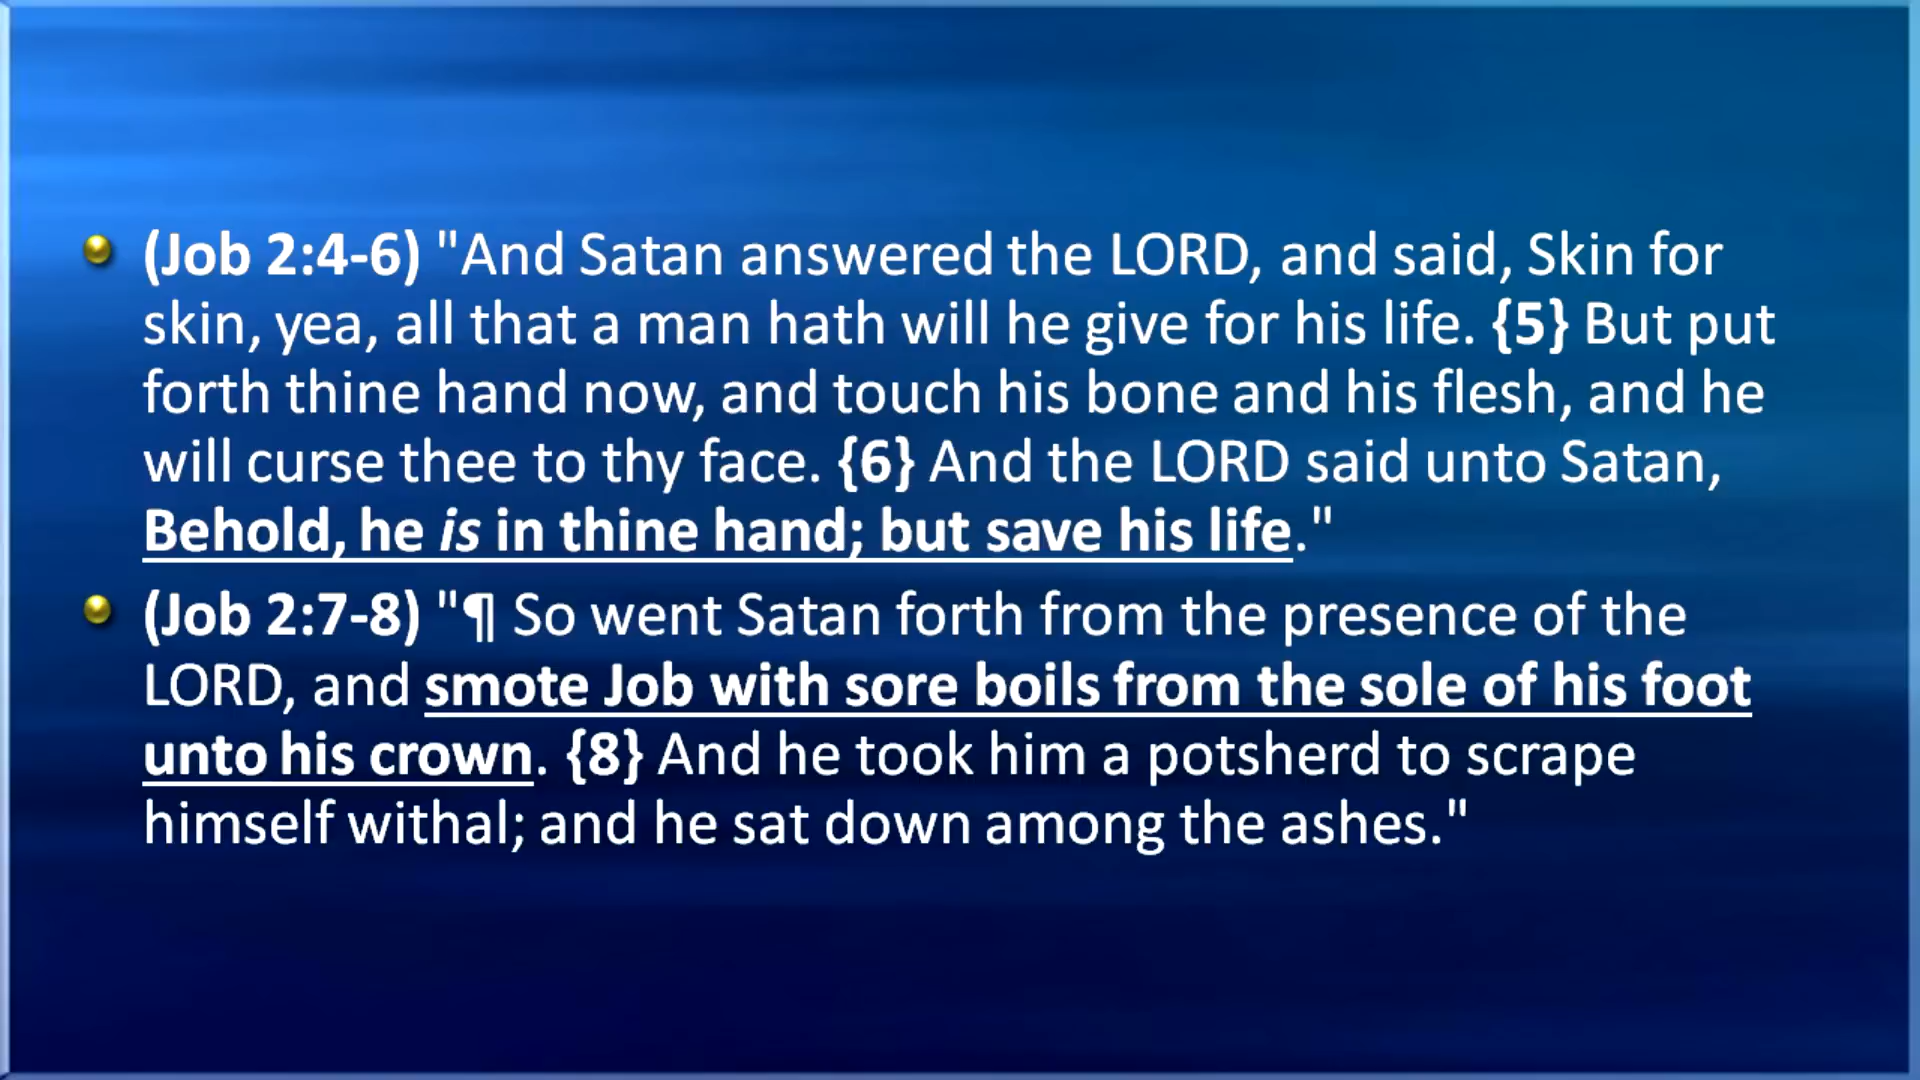 (Job 2:4-6) "And Satan answered the LORD, and said, Skin for
skin, yea, all that a man hath will he give for his life. {5} But put
forth thine hand now, and touch his bone and his flesh, and he
will curse thee to thy face. {6} And the LORD said unto Satan,
Behold, he is in thine hand; but save his life."
(Job 2:7-8) "¶ So went Satan forth from the presence of the
LORD, and smote Job with sore boils from the sole of his foot
unto his crown. {8} And he took him a potsherd to scrape
himself withal; and he sat down among the ashes."